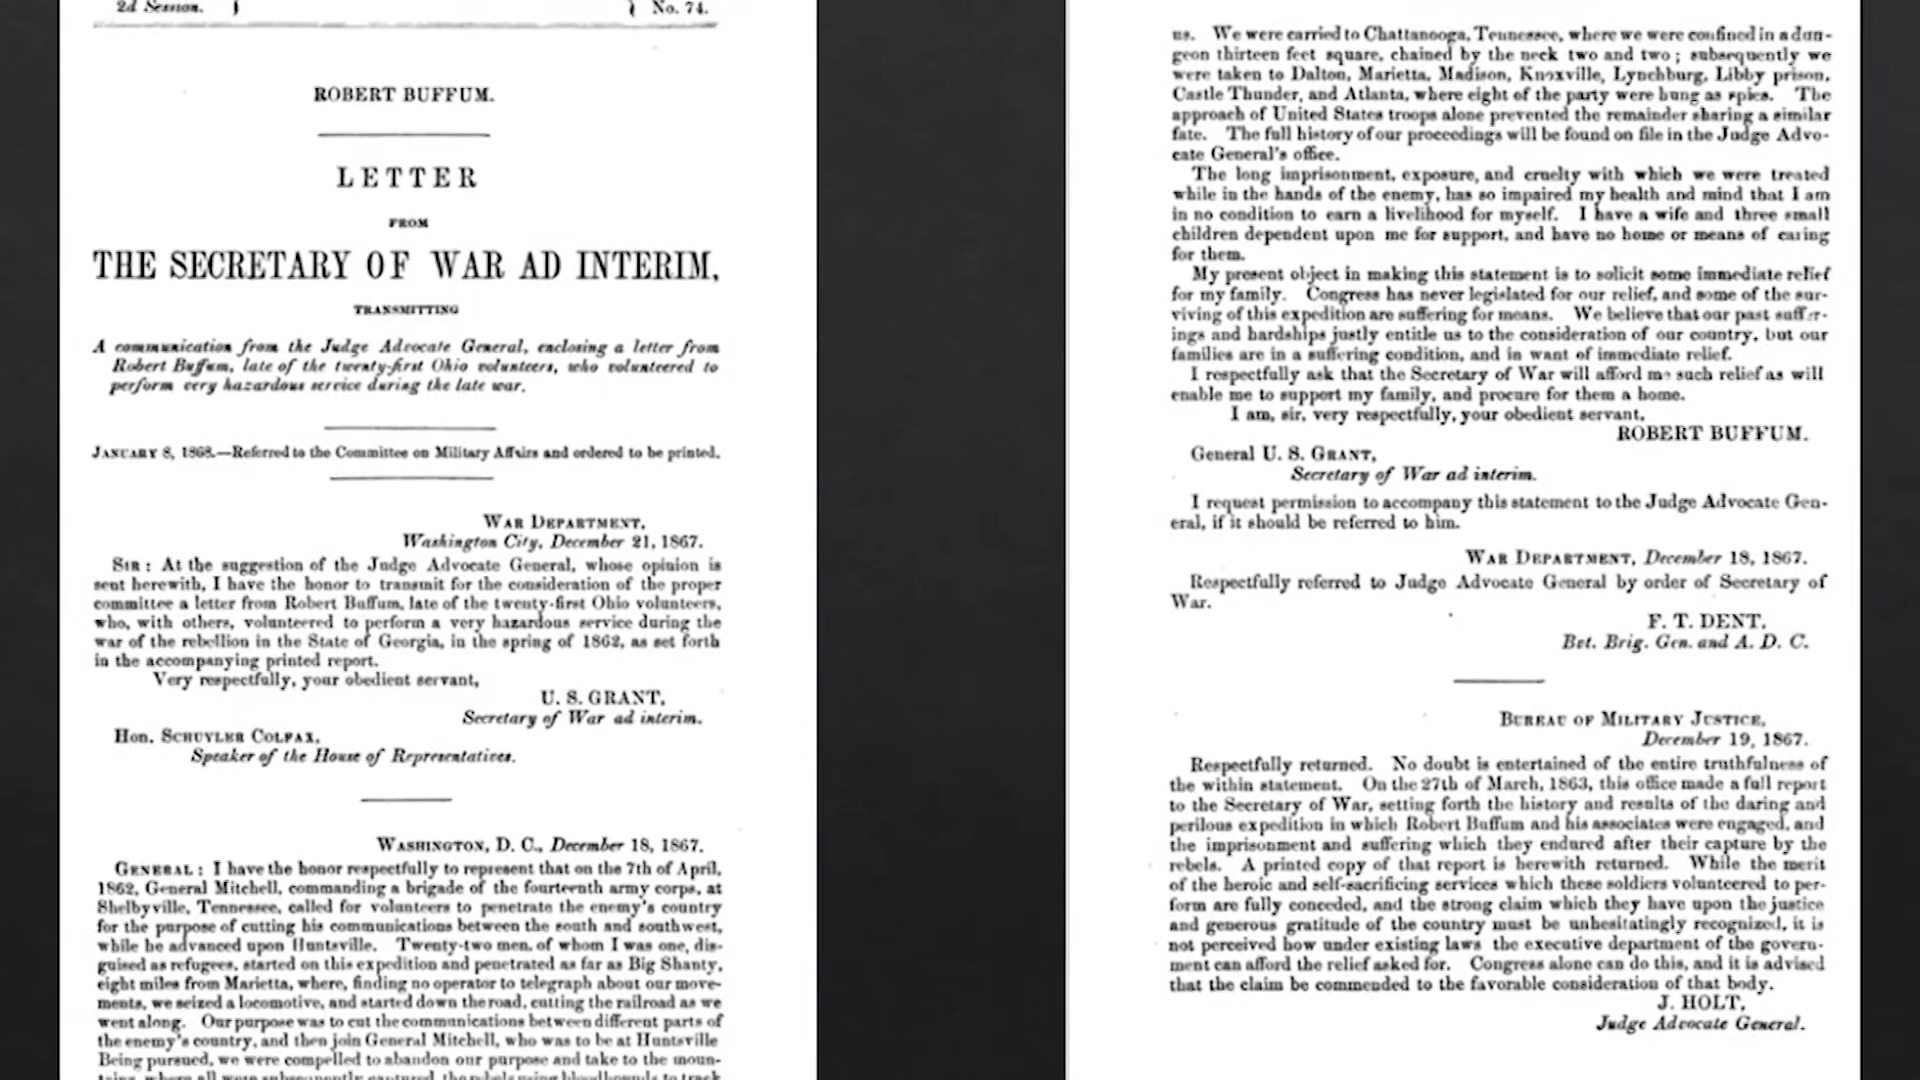 2d Session.
No. 74.
ROBERT BUFFUM.
LETTER
FROM
THE SECRETARY OF WAR AD INTERIM,
TRANSMITTING
A communication from the Judge Advocate General, enclosing a letter from
Robert Buffum, late of the twenty-first Ohio volunteers, who volunteered to
perform very hazardous service during the late war.
JANUARY 8, 1868.—Referred to the Committee on Military Affairs and ordered to be printed.
WAR DEPARTMENT,
Washington City, December 21, 1867.
SIR: At the suggestion of the Judge Advocate General, whose opinion is
sent herewith, I have the honor to transmit for the consideration of the proper
committee a letter from Robert Buffum, late of the twenty-first Ohio volunteers,
who, with others, volunteered to perform a very hazardous service during the
war of the rebellion in the State of Georgia, in the spring of 1862, as set forth
in the accompanying printed report.
Very respectfully, your obedient servant,
U. S. GRANT,
Secretary of War ad interim.
Hon. SCHUYLER COLFAX,
Speaker of the House of Representatives.
WASHINGTON, D. C., December 18, 1867.
GENERAL: I have the honor respectfully to represent that on the 7th of April,
1862, General Mitchell, commanding a brigade of the fourteenth army corps, at
Shelbyville, Tennessee, called for volunteers to penetrate the enemy's country
for the purpose of cutting his communications between the south and southwest,
while he advanced upon Huntsville. Twenty-two men, of whom I was one, dis-
guised as refugees, started on this expedition and penetrated as far as Big Shanty,
eight miles from Marietta, where, finding no operator to telegraph about our move-
ments, we seized a locomotive, and started down the road, cutting the railroad as we
went along. Our purpose was to cut the communications between different parts of
the enemy's country, and then join General Mitchell, who was to be at Huntsville
Being pursued, we were compelled to abandon our purpose and take to the moun-
tains, where all were subsequently captured, the rebels using bloodhounds to track
us. We were carried to Chattanooga, Tennessee, where we were confined in a dun-
geon thirteen feet square, chained by the neck two and two; subsequently we
were taken to Dalton, Marietta, Madison, Knoxville, Lynchburg, Libby prison,
Castle Thunder, and Atlanta, where eight of the party were hung as spies. The
approach of United States troops alone prevented the remainder sharing a similar
fate. The full history of our proceedings will be found on file in the Judge Advo-
cate General's office.
The long imprisonment, exposure, and cruelty with which we were treated
while in the hands of the enemy, has so impaired my health and mind that I am
in no condition to earn a livelihood for myself. I have a wife and three small
children dependent upon me for support, and have no home or means of caring
for them.
My present object in making this statement is to solicit some immediate relief
for my family. Congress has never legislated for our relief, and some of the sur-
viving of this expedition are suffering for means. We believe that our past suffer-
ings and hardships justly entitle us to the consideration of our country, but our
families are in a suffering condition, and in want of immediate relief.
I respectfully ask that the Secretary of War will afford me such relief as will
enable me to support my family, and procure for them a home.
I am, sir, very respectfully, your obedient servant,
ROBERT BUFFUM.
General U. S. GRANT,
Secretary of War ad interim.
I request permission to accompany this statement to the Judge Advocate Gen-
eral, if it should be referred to him.
WAR DEPARTMENT, December 18, 1867.
Respectfully referred to Judge Advocate General by order of Secretary of
War.
F. T. DENT,
Bvt. Brig. Gen. and A. D. C.
BUREAU OF MILITARY JUSTICE,
December 19, 1867.
Respectfully returned. No doubt is entertained of the entire truthfulness of
the within statement. On the 27th of March, 1863, this office made a full report
to the Secretary of War, setting forth the history and results of the daring and
perilous expedition in which Robert Buffum and his associates were engaged, and
the imprisonment and suffering which they endured after their capture by the
rebels. A printed copy of that report is herewith returned. While the merit
of the heroic and self-sacrificing services which these soldiers volunteered to per-
form are fully conceded, and the strong claim which they have upon the justice
and generous gratitude of the country must be unhesitatingly recognized, it is
not perceived how under existing laws the executive department of the govern-
ment can afford the relief asked for. Congress alone can do this, and it is advised
that the claim be commended to the favorable consideration of that body.
J. HOLT,
Judge Advocate General.